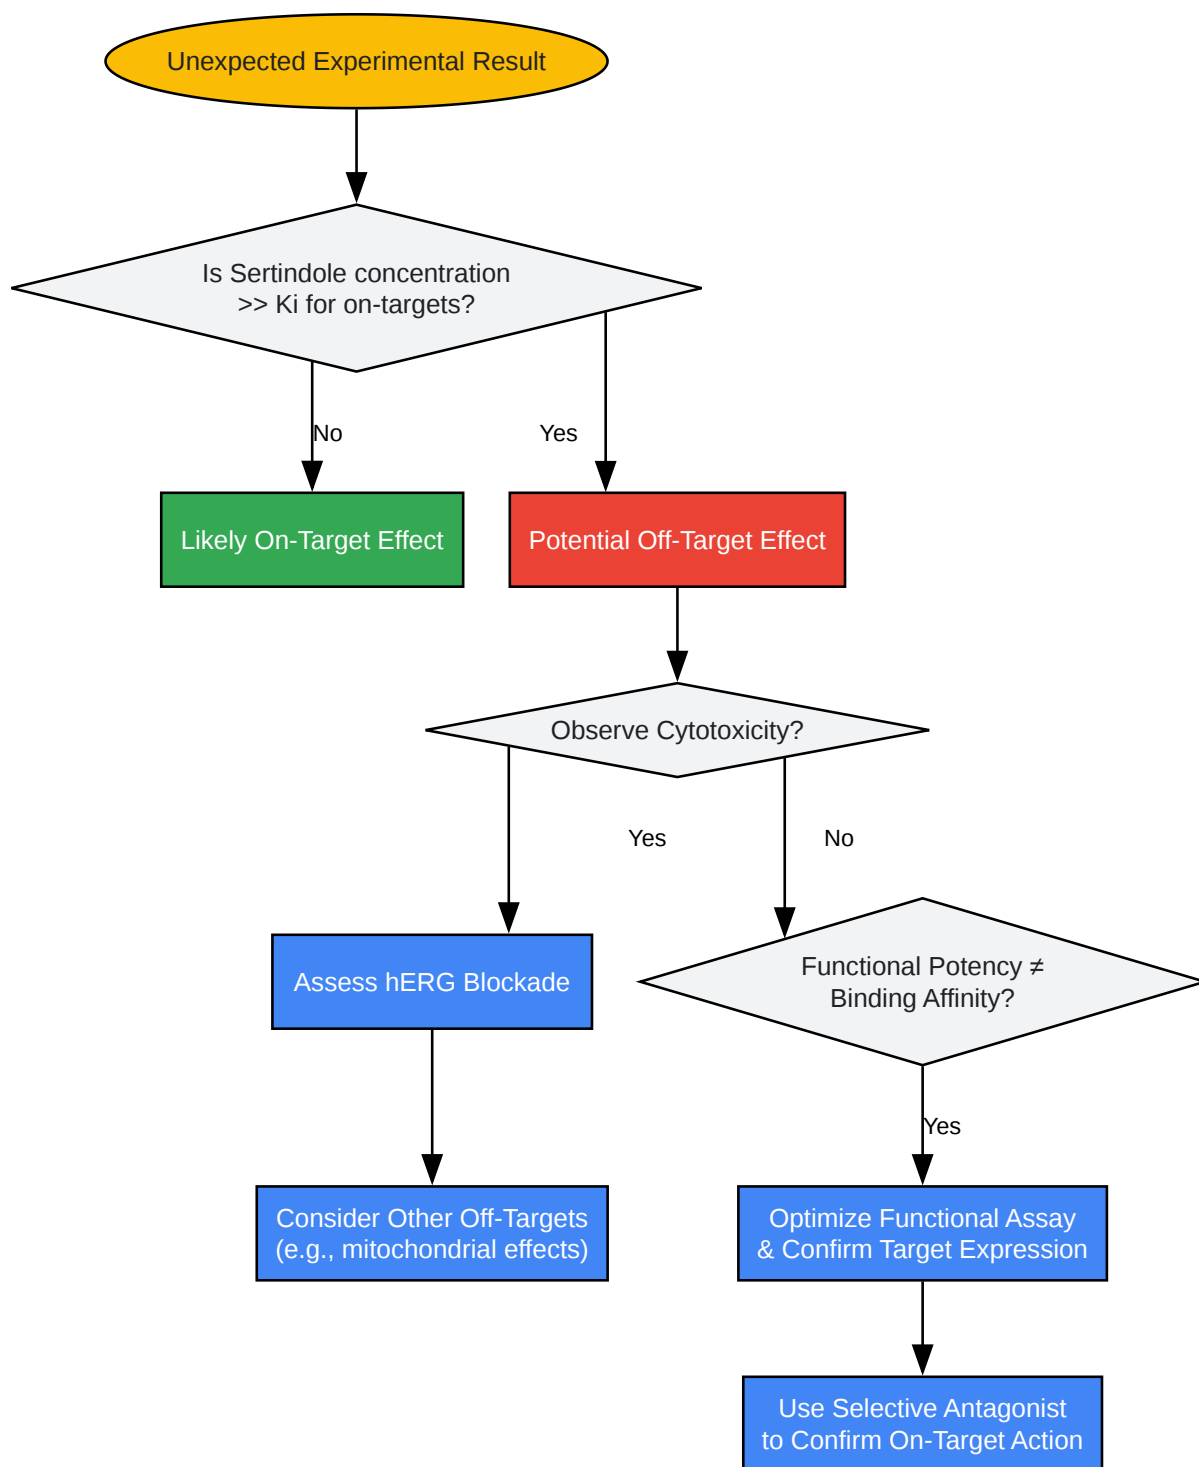 Unexpected Experimental Result
Is Sertindole concentration
>> Ki for on-targets?
No
Yes
Likely On-Target Effect
Potential Off-Target Effect
Observe Cytotoxicity?
Yes
No
Assess hERG Blockade
Functional Potency ≠
Binding Affinity?
Yes
Consider Other Off-Targets
(e.g., mitochondrial effects)
Optimize Functional Assay
& Confirm Target Expression
Use Selective Antagonist
to Confirm On-Target Action